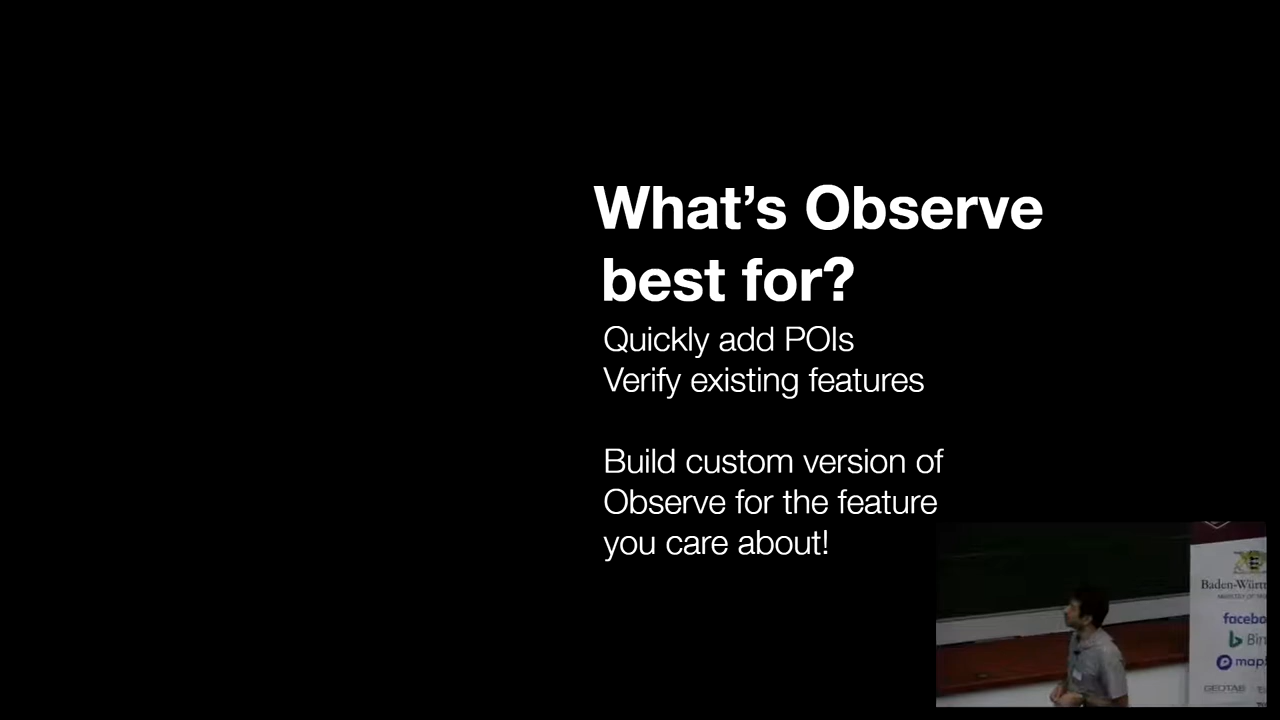 What’s Observe
best for?
Quickly add POIs
Verify existing features
Build custom version of
Observe for the feature
you care about!
GEOTAB